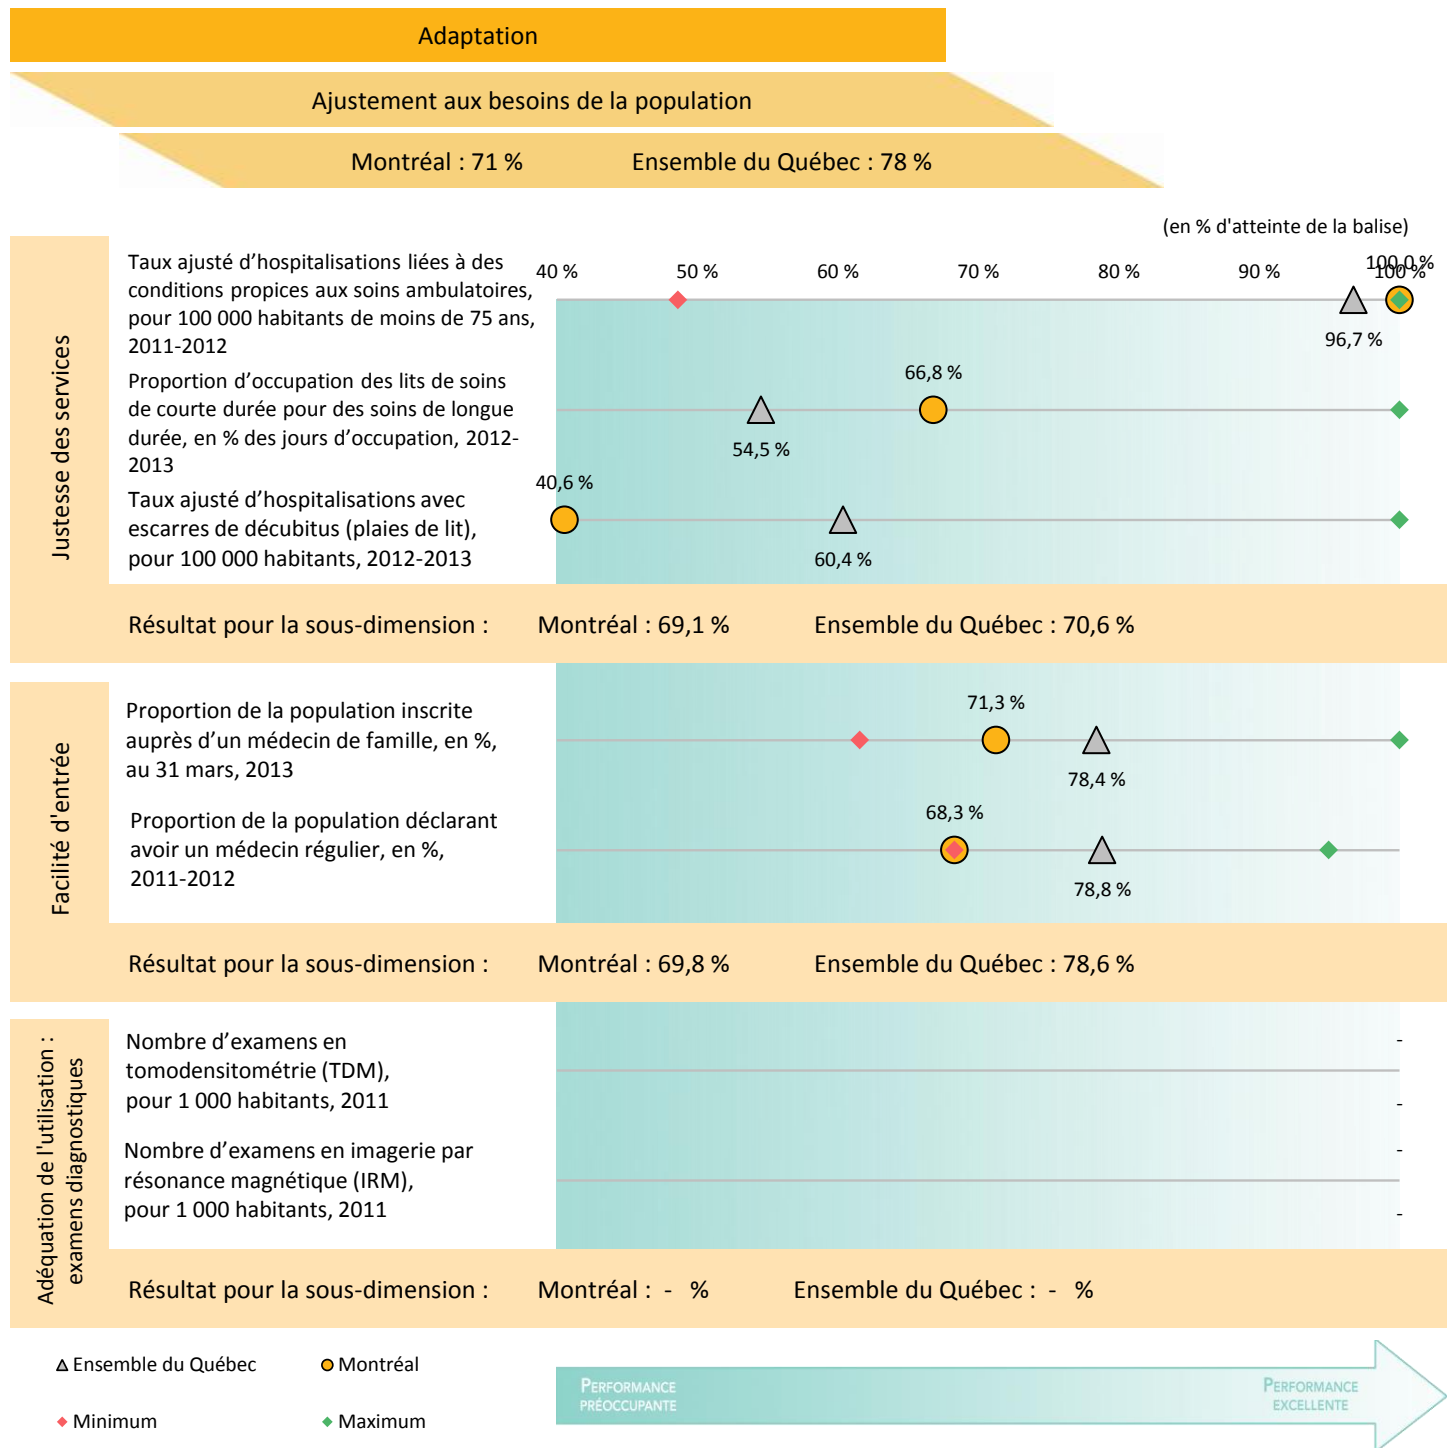 Adaptation
Ajustement aux besoins de la population
Montréal : 71 % Ensemble du Québec : 78 %
(en % d'atteinte de la balise)
Justesse des services
Taux ajusté d’hospitalisations liées à des
conditions propices aux soins ambulatoires,
pour 100 000 habitants de moins de 75 ans,
2011-2012
40 % 50 % 60 % 70 % 80 % 90 % 100 %
100,0 %
96,7 %
Proportion d’occupation des lits de soins
de courte durée pour des soins de longue
durée, en % des jours d’occupation, 2012-
2013
66,8 %
54,5 %
Taux ajusté d’hospitalisations avec
escarres de décubitus (plaies de lit),
pour 100 000 habitants, 2012-2013
40,6 %
60,4 %
Résultat pour la sous-dimension : Montréal : 69,1 % Ensemble du Québec : 70,6 %
Facilité d'entrée
Proportion de la population inscrite
auprès d’un médecin de famille, en %,
au 31 mars, 2013
71,3 %
78,4 %
Proportion de la population déclarant
avoir un médecin régulier, en %,
2011-2012
68,3 %
78,8 %
Résultat pour la sous-dimension : Montréal : 69,8 % Ensemble du Québec : 78,6 %
Adéquation de l'utilisation :
examens diagnostiques
Nombre d’examens en
tomodensitométrie (TDM),
pour 1 000 habitants, 2011
-
-
Nombre d’examens en imagerie par
résonance magnétique (IRM),
pour 1 000 habitants, 2011
-
-
Résultat pour la sous-dimension : Montréal : - % Ensemble du Québec : - %
Ensemble du Québec Montréal
Minimum Maximum
PERFORMANCE
PRÉOCCUPANTE
PERFORMANCE
EXCELLENTE